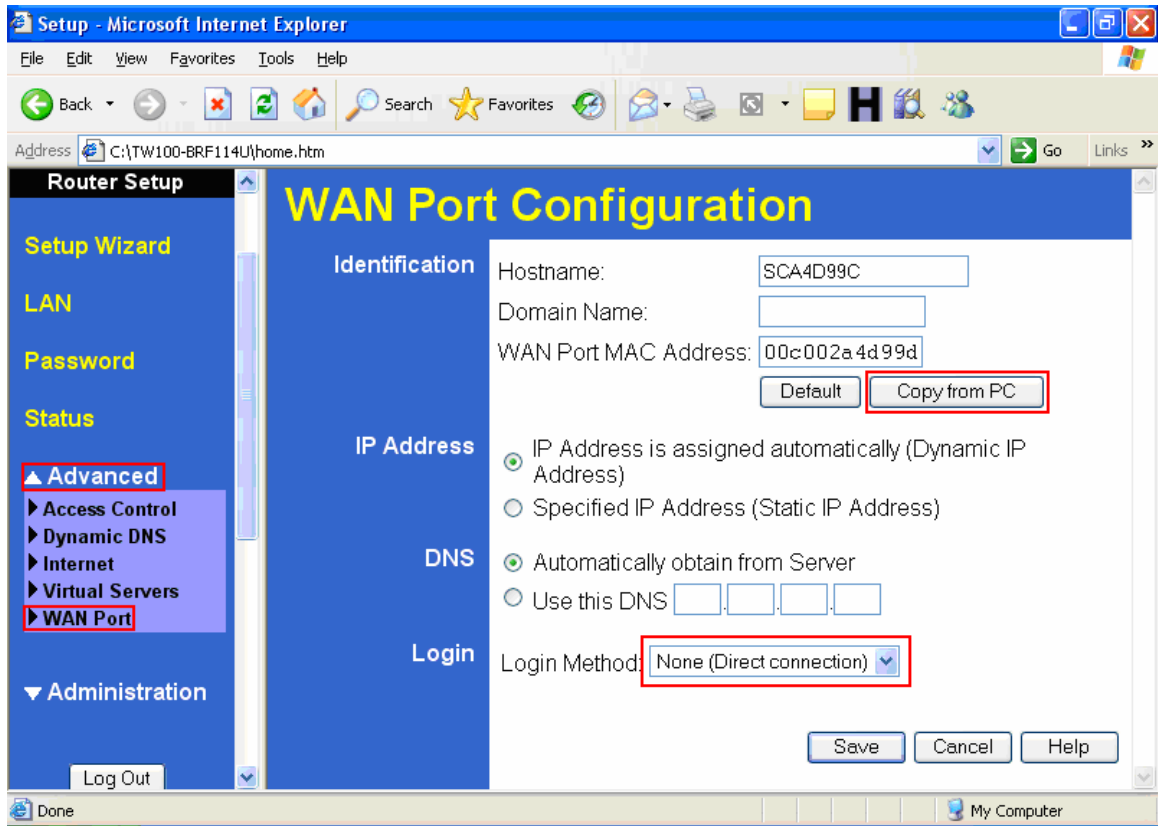 Setup - Microsoft Internet Explorer
File Edit View Favorites Tools Help
Back Search Favorites
Address C:\TW100-BRF114U\home.htm Go Links »
Router Setup
Setup Wizard
LAN
Password
Status
Advanced
Access Control
Dynamic DNS
Internet
Virtual Servers
WAN Port
Administration
Log Out
WAN Port Configuration
Identification
Hostname: SCA4D99C
Domain Name:
WAN Port MAC Address: 00c002a4d99d
Default Copy from PC
IP Address
IP Address is assigned automatically (Dynamic IP
Address)
Specified IP Address (Static IP Address)
DNS
Automatically obtain from Server
Use this DNS . . .
Login
Login Method: None (Direct connection)
Save Cancel Help
Done My Computer